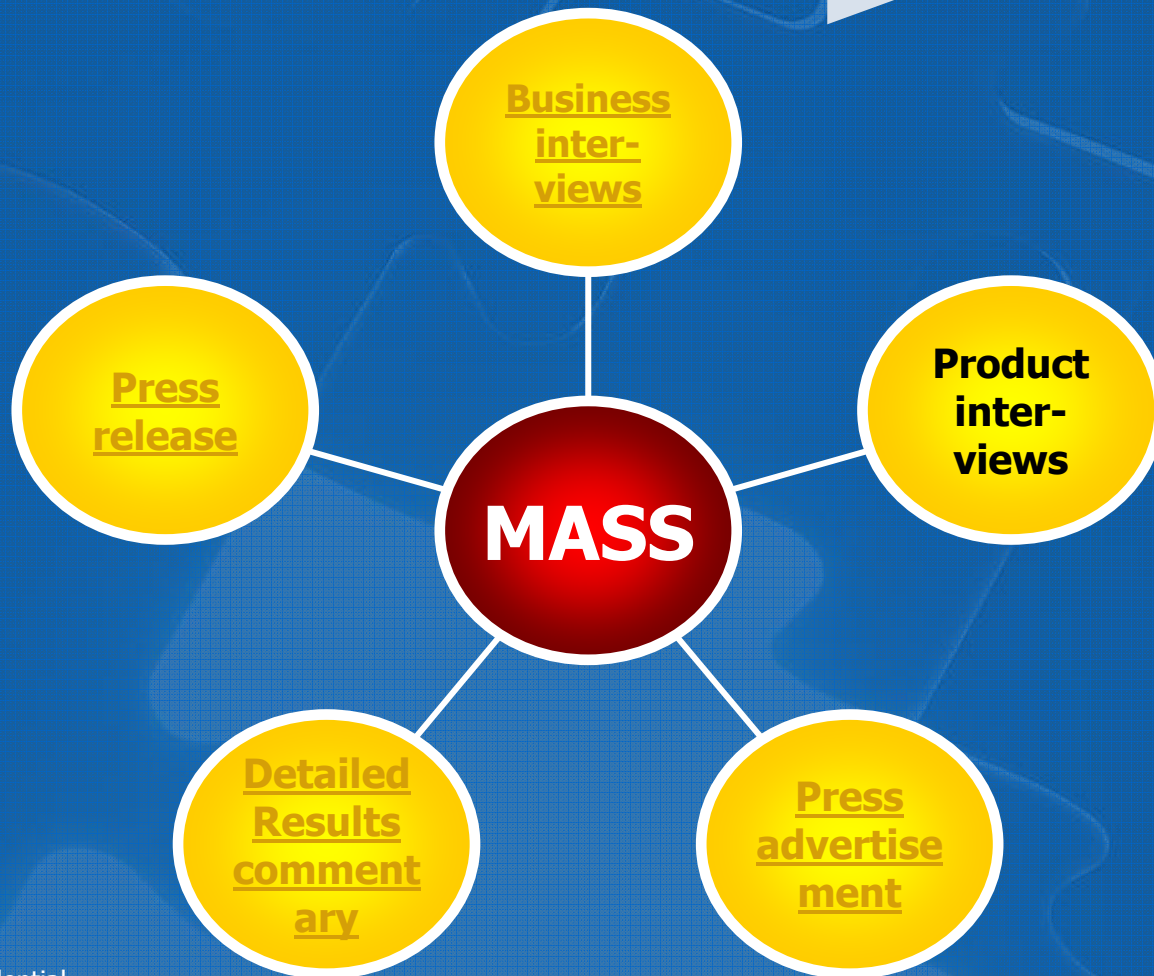 Business
inter-
views
Press
release
Product
inter-
views
MASS
Detailed
Results
comment
ary
Press
advertise
ment